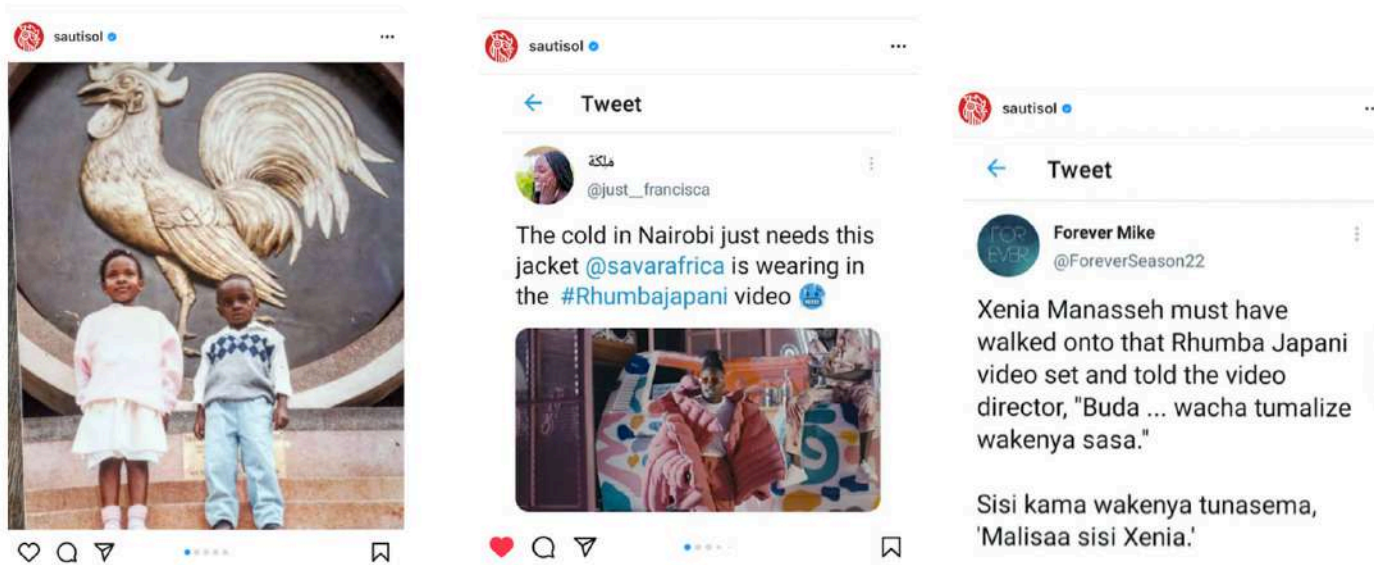 sautisol
sautisol
Tweet
مَلِكَة
@just__francisca
The cold in Nairobi just needs this
jacket @savarafrica is wearing in
the #Rhumbajapani video 🥶
sautisol
Tweet
FOR
EVER
Forever Mike
@ForeverSeason22
Xenia Manasseh must have
walked onto that Rhumba Japani
video set and told the video
director, "Buda ... wacha tumalize
wakenya sasa."
Sisi kama wakenya tunasema,
'Malisaa sisi Xenia.'